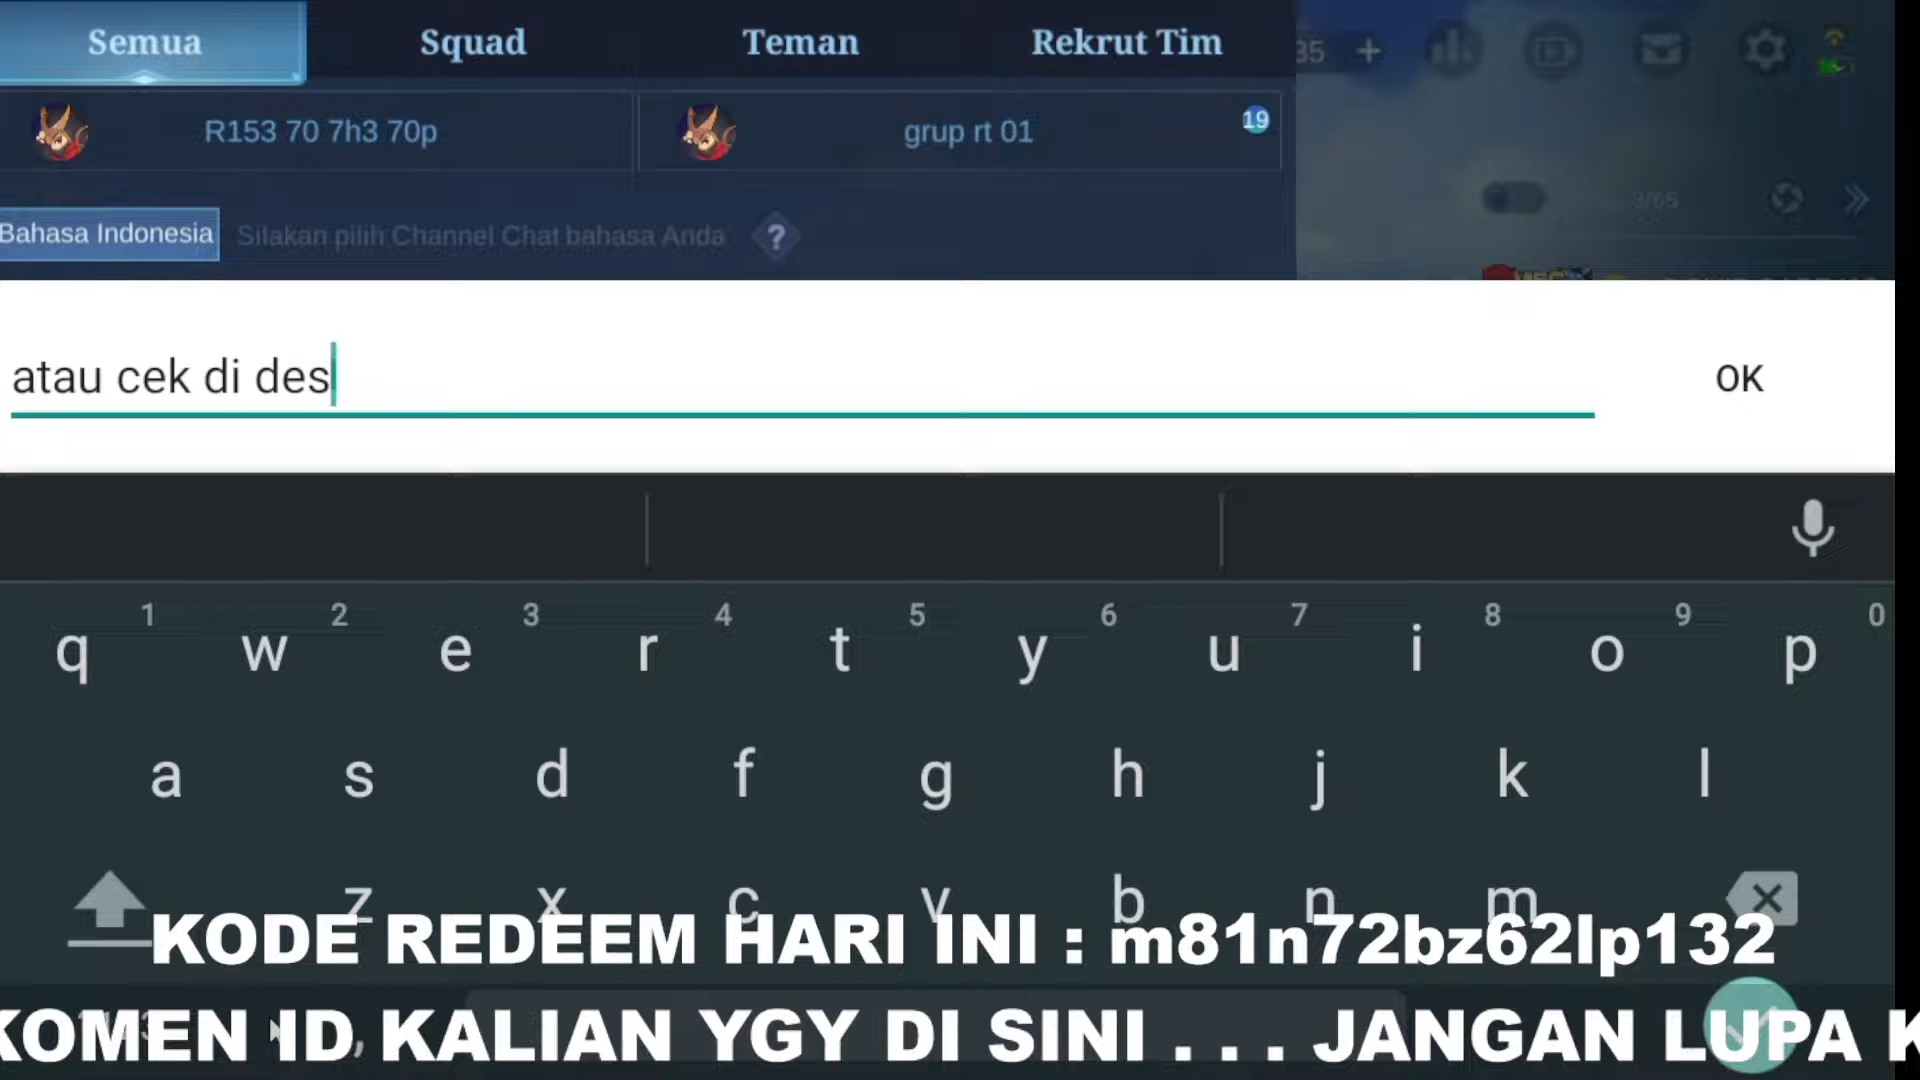 Semua Squad Teman Rekrut Tim
35 +
R153 70 7h3 70p grup rt 01 19
Bahasa Indonesia Silakan pilih Channel Chat bahasa Anda ?
atau cek di des OK
1 2 3 4 5 6 7 8 9 0
q w e r t y u i o p
a s d f g h j k l
z x c v b n m
KODE REDEEM HARI INI : m81n72bz62lp132
KOMEN ID KALIAN YGY DI SINI . . . JANGAN LUPA K